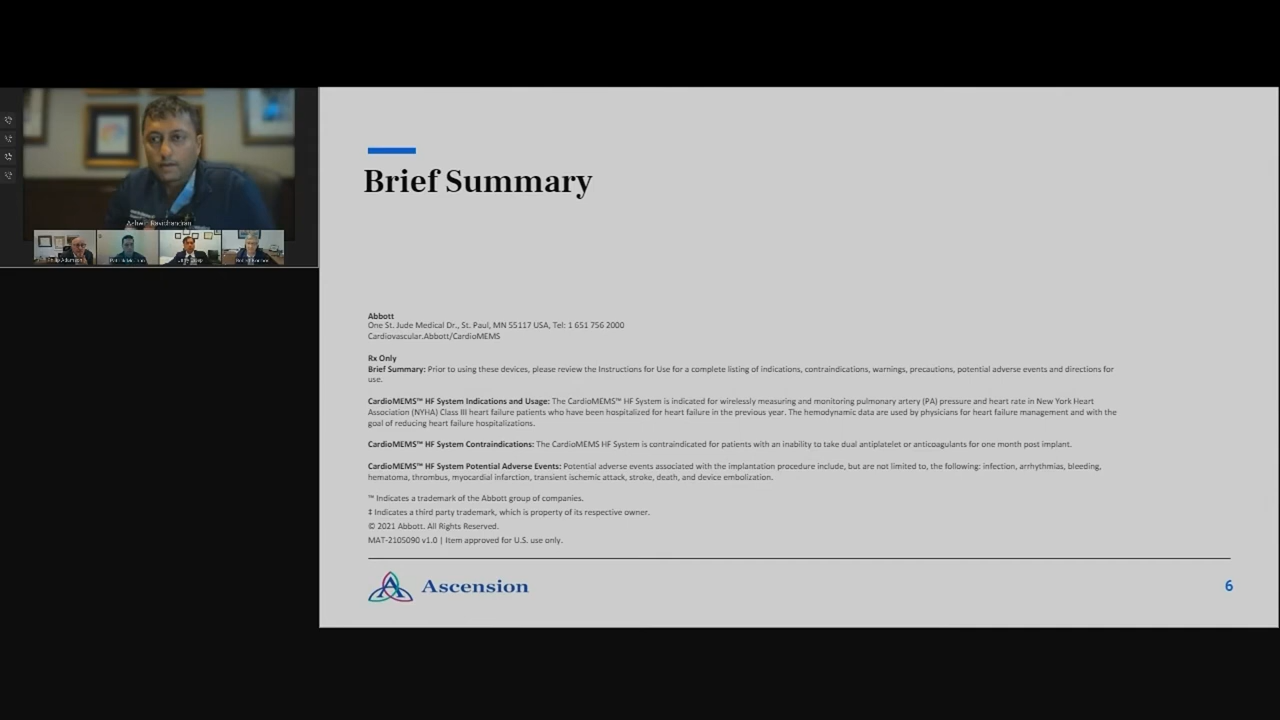 Ashwin Ravichandran
Brief Summary
Abbott
One St. Jude Medical Dr., St. Paul, MN 55117 USA, Tel: 1 651 756 2000
Cardiovascular.Abbott/CardioMEMS
Rx Only
Brief Summary: Prior to using these devices, please review the Instructions for Use for a complete listing of indications, contraindications, warnings, precautions, potential adverse events and directions for
use.
CardioMEMS™ HF System Indications and Usage: The CardioMEMS™ HF System is indicated for wirelessly measuring and monitoring pulmonary artery (PA) pressure and heart rate in New York Heart
Association (NYHA) Class III heart failure patients who have been hospitalized for heart failure in the previous year. The hemodynamic data are used by physicians for heart failure management and with the
goal of reducing heart failure hospitalizations.
CardioMEMS™ HF System Contraindications: The CardioMEMS HF System is contraindicated for patients with an inability to take dual antiplatelet or anticoagulants for one month post implant.
CardioMEMS™ HF System Potential Adverse Events: Potential adverse events associated with the implantation procedure include, but are not limited to, the following: infection, arrhythmias, bleeding,
hematoma, thrombus, myocardial infarction, transient ischemic attack, stroke, death, and device embolization.
™ Indicates a trademark of the Abbott group of companies.
‡ Indicates a third party trademark, which is property of its respective owner.
© 2021 Abbott. All Rights Reserved.
MAT-2105090 v1.0 | Item approved for U.S. use only.
Ascension
6